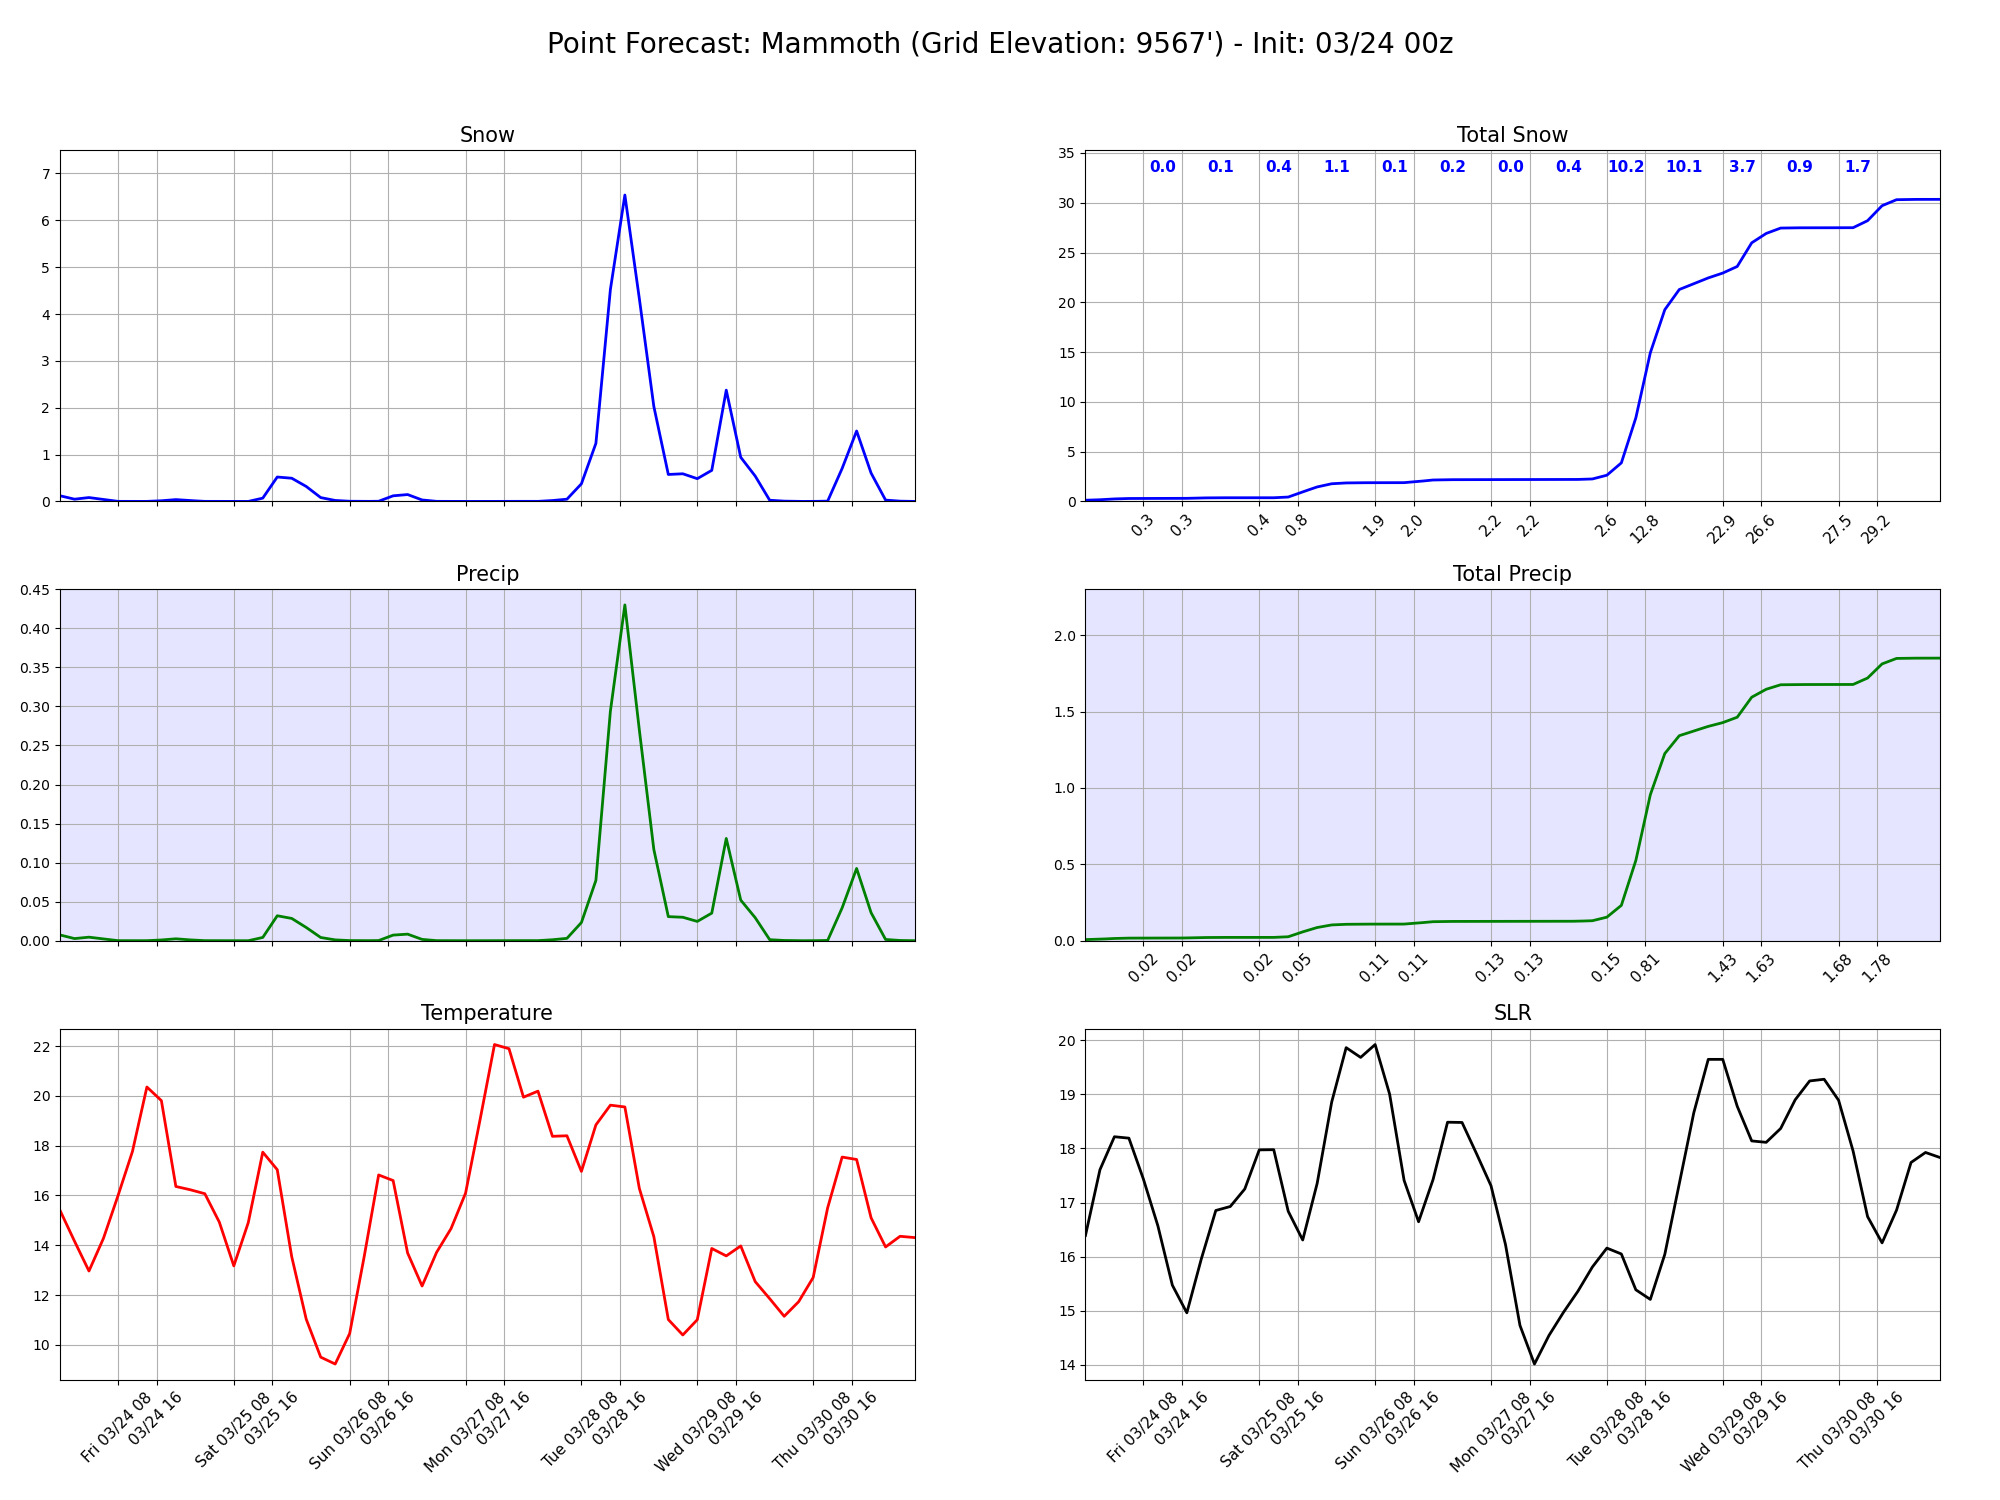 Point Forecast: Mammoth (Grid Elevation: 9567') - Init: 03/24 00z
Snow
7
6
5
4
3
2
1
0
Total Snow
35
30
25
20
15
10
5
0
0.0 0.1 0.4 1.1 0.1 0.2 0.0 0.4 10.2 10.1 3.7 0.9 1.7
0.3 0.3 0.4 0.8 1.9 2.0 2.2 2.2 2.6 12.8 22.9 26.6 27.5 29.2
Precip
0.45
0.40
0.35
0.30
0.25
0.20
0.15
0.10
0.05
0.00
Total Precip
2.0
1.5
1.0
0.5
0.0
0.02 0.02 0.02 0.05 0.11 0.11 0.13 0.13 0.15 0.81 1.43 1.63 1.68 1.78
Temperature
22
20
18
16
14
12
10
Fri 03/24 08
03/24 16
Sat 03/25 08
03/25 16
Sun 03/26 08
03/26 16
Mon 03/27 08
03/27 16
Tue 03/28 08
03/28 16
Wed 03/29 08
03/29 16
Thu 03/30 08
03/30 16
SLR
20
19
18
17
16
15
14
Fri 03/24 08
03/24 16
Sat 03/25 08
03/25 16
Sun 03/26 08
03/26 16
Mon 03/27 08
03/27 16
Tue 03/28 08
03/28 16
Wed 03/29 08
03/29 16
Thu 03/30 08
03/30 16